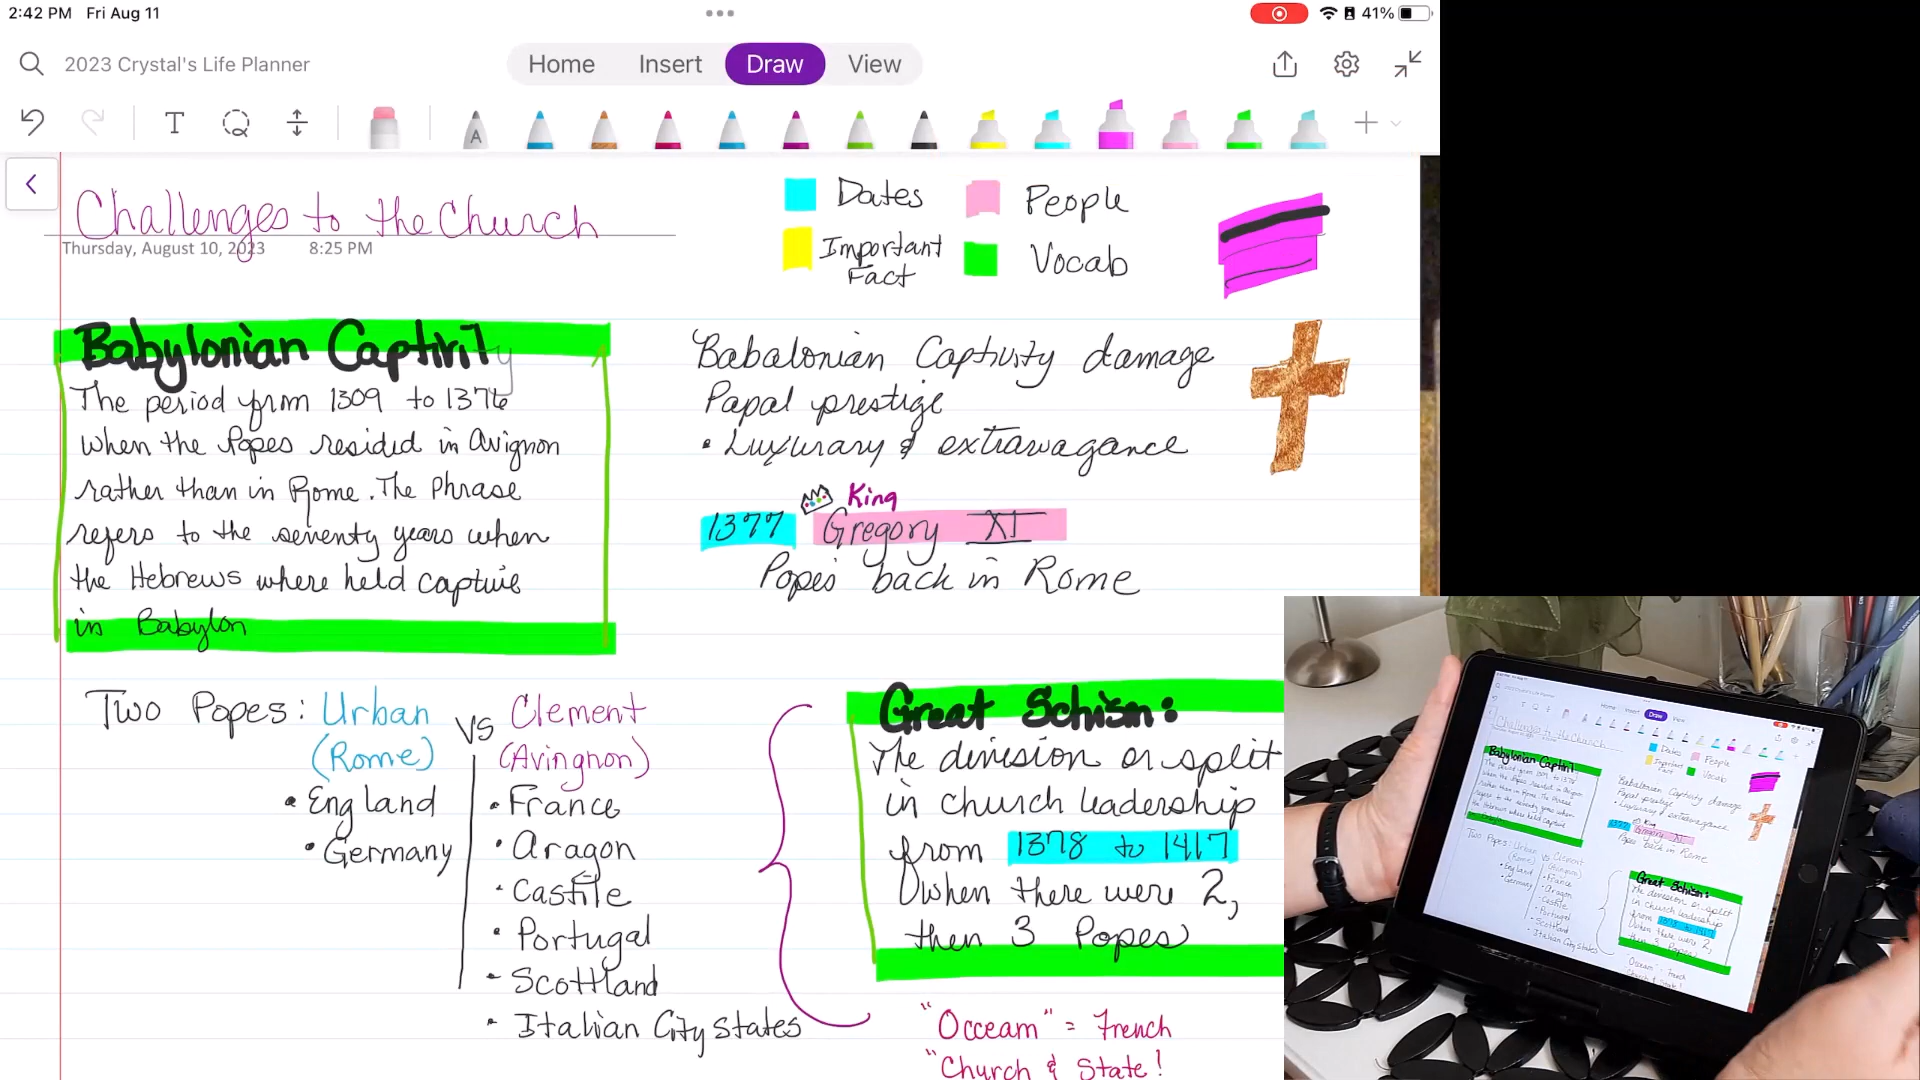 2:42 PM Fri Aug 11
41%
2023 Crystal's Life Planner
Home Insert Draw View
T
A
Challenges to the Church
Thursday, August 10, 2023 8:25 PM
Dates
People
Important
Fact
Vocab
Babylonian Captivity
The period from 1309 to 1376
when the Popes resided in Avignon
rather than in Rome. The Phrase
refers to the seventy years when
the Hebrews where held captive
in Babylon
Babalonian Captivity damage
Papal prestige
• Luxurary & extravagance
King
1377 Gregory XI
Popes back in Rome
Two Popes: Urban vs Clement
(Rome) (Avingnon)
• England
• Germany
• France
• Aragon
• Castile
• Portugal
- Scottland
• Italian City States
Great Schism:
The division or split
in church leadership
from 1378 to 1417
when there were 2,
then 3 Popes
"Occeam" = French
"Church & State!